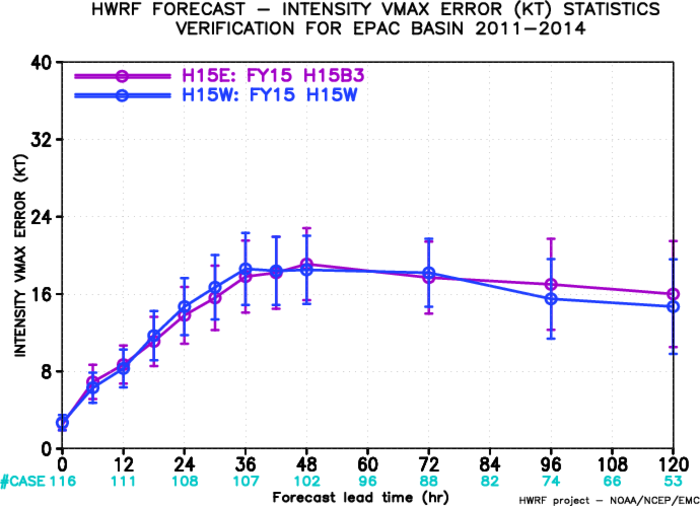 HWRF FORECAST – INTENSITY VMAX ERROR (KT) STATISTICS
VERIFICATION FOR EPAC BASIN 2011–2014
H15E: FY15 H15B3
H15W: FY15 H15W
INTENSITY VMAX ERROR (KT)
40
32
24
16
8
0
0 12 24 36 48 60 72 84 96 108 120
#CASE 116 111 108 107 102 96 88 82 74 66 53
Forecast lead time (hr)
HWRF project – NOAA/NCEP/EMC